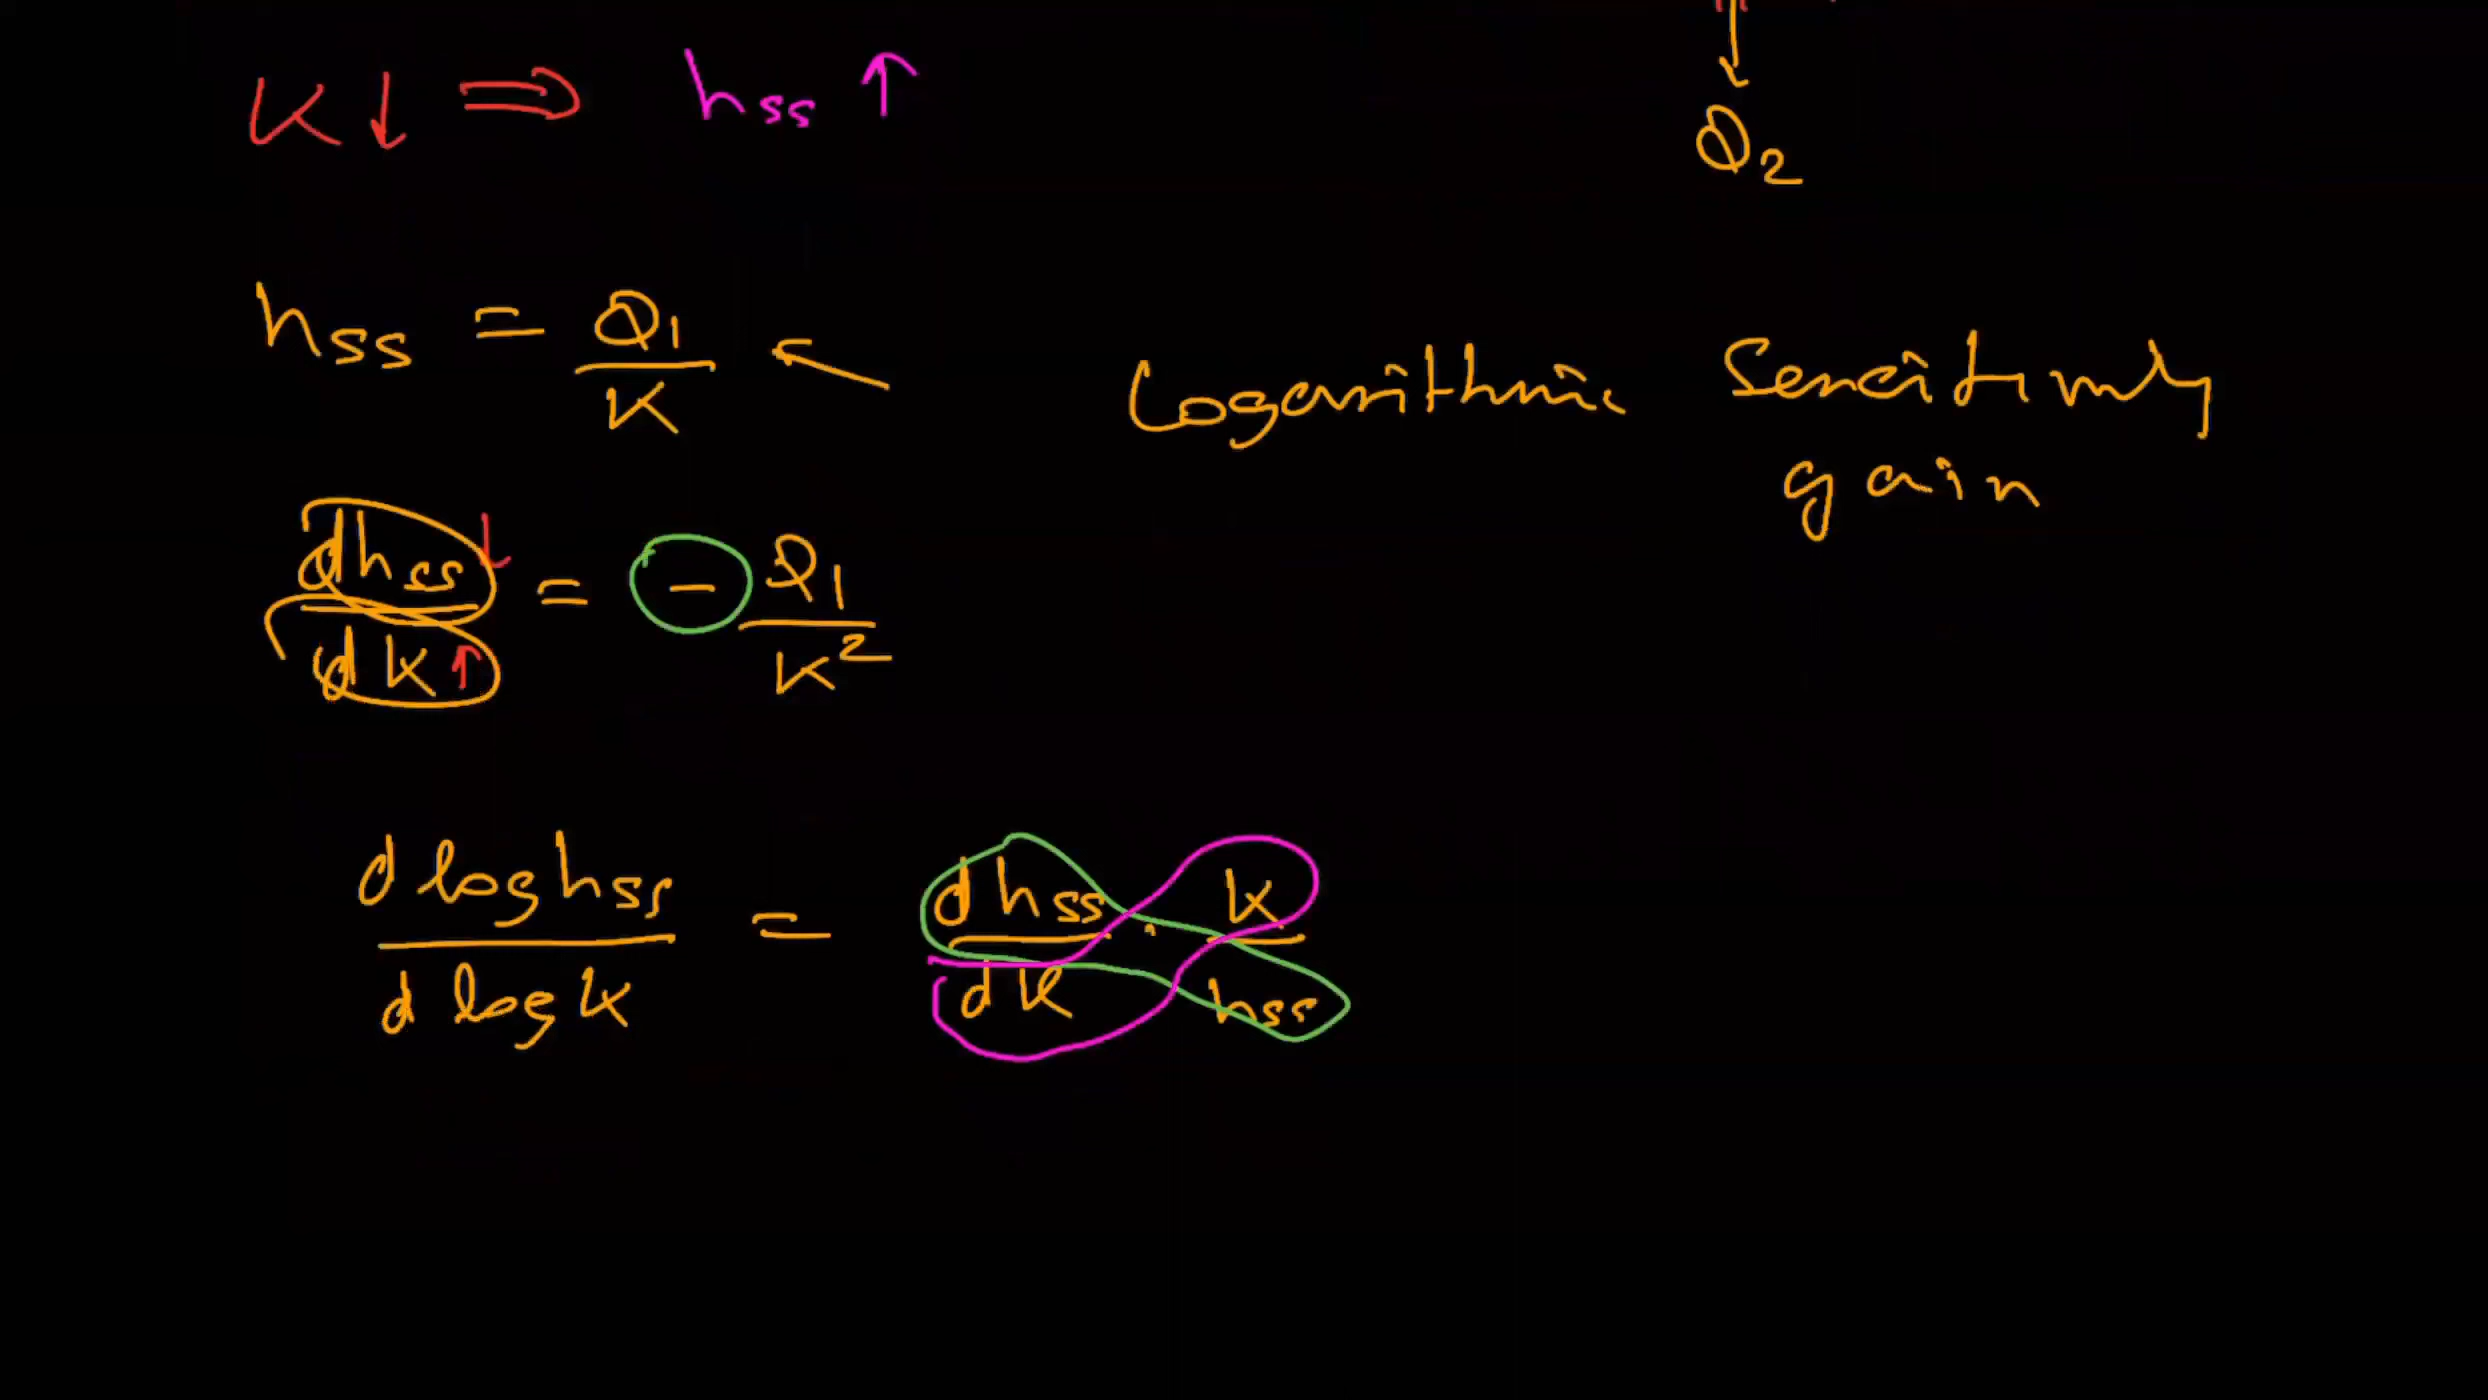 K ↓ ⇒ hss ↑
Q2
hss = Q1/K ←
Logarithmic Sensitivity
gain
dhss ↓/dK ↑ = - Q1/K²
d log hss/d log K = dhss/dK · K/hss